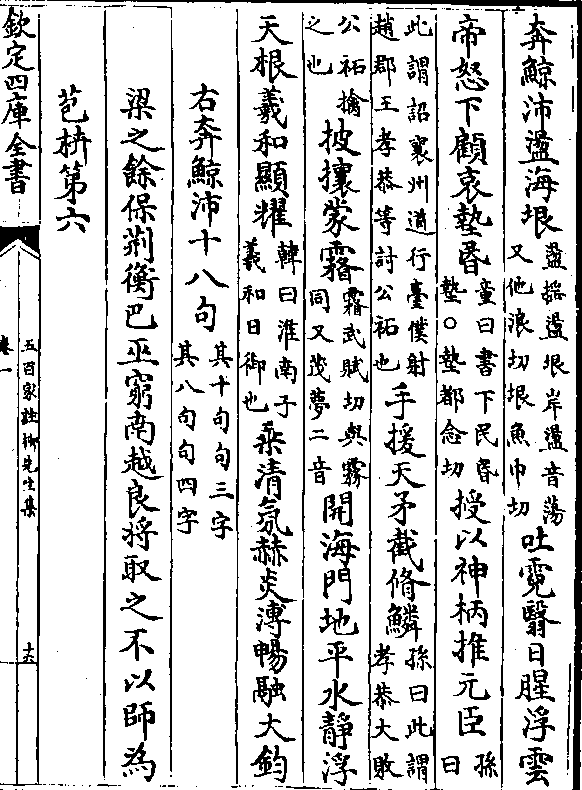 奔鯨沛盪海垠盪搖盪垠岸盪音蕩又他浪切垠魚巾切吐霓翳日腥浮雲
帝怒下顧哀墊昬童曰書下民昬墊○墊都念切授以神柄推元臣孫曰
此謂詔襄州道行臺僕射趙郡王孝恭等討公祏也手援天矛截脩鱗孫曰此謂孝恭大敗
公祏擒之也披攘蒙霿霿武賦切與霧同又茂夢二音開海門地平水靜浮
天根羲和顯耀韓曰淮南子羲和日御也乘清氛赫炎溥暢融大鈞
右奔鯨沛十八句其十句句三字其八句句四字
梁之餘保荆衡巴巫窮南越良將取之不以師為
苞枿第六
欽定四庫全書
五百家註柳先生集
卷一
十六